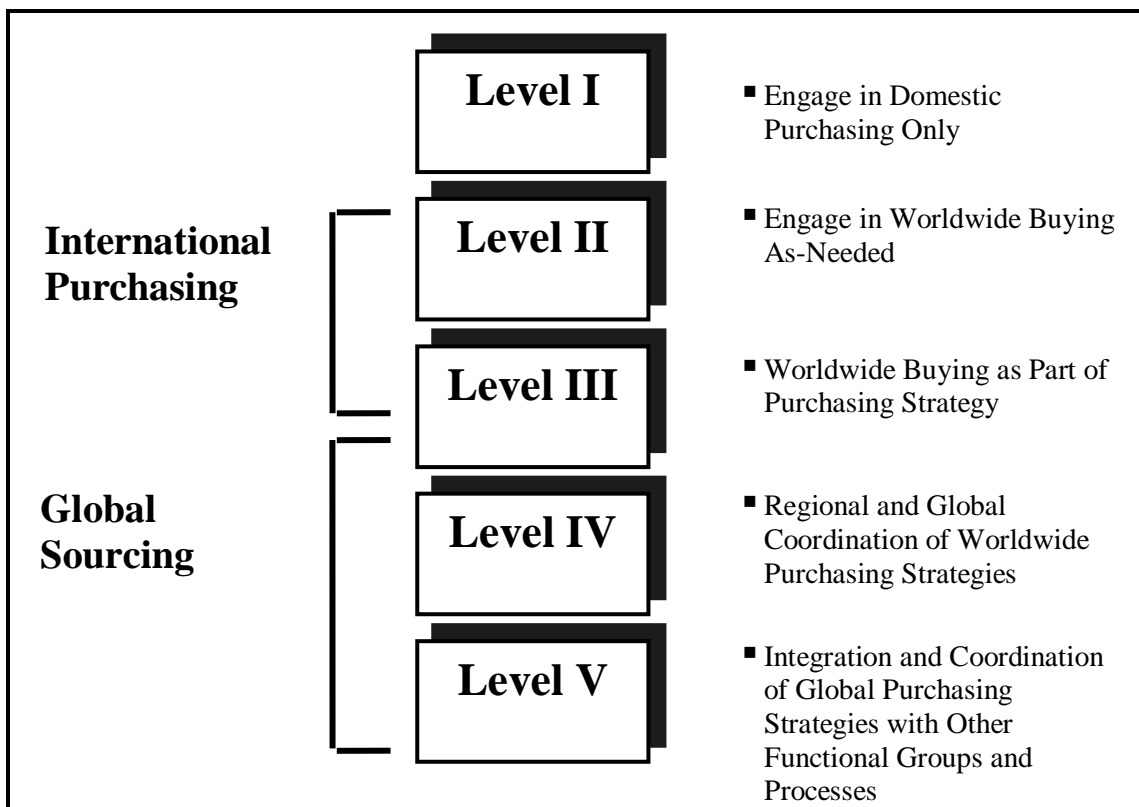 Level I
▪ Engage in Domestic
Purchasing Only
International
Purchasing
Level II
▪ Engage in Worldwide Buying
As-Needed
Level III
▪ Worldwide Buying as Part of
Purchasing Strategy
Global
Sourcing
Level IV
▪ Regional and Global
Coordination of Worldwide
Purchasing Strategies
Level V
▪ Integration and Coordination
of Global Purchasing
Strategies with Other
Functional Groups and
Processes